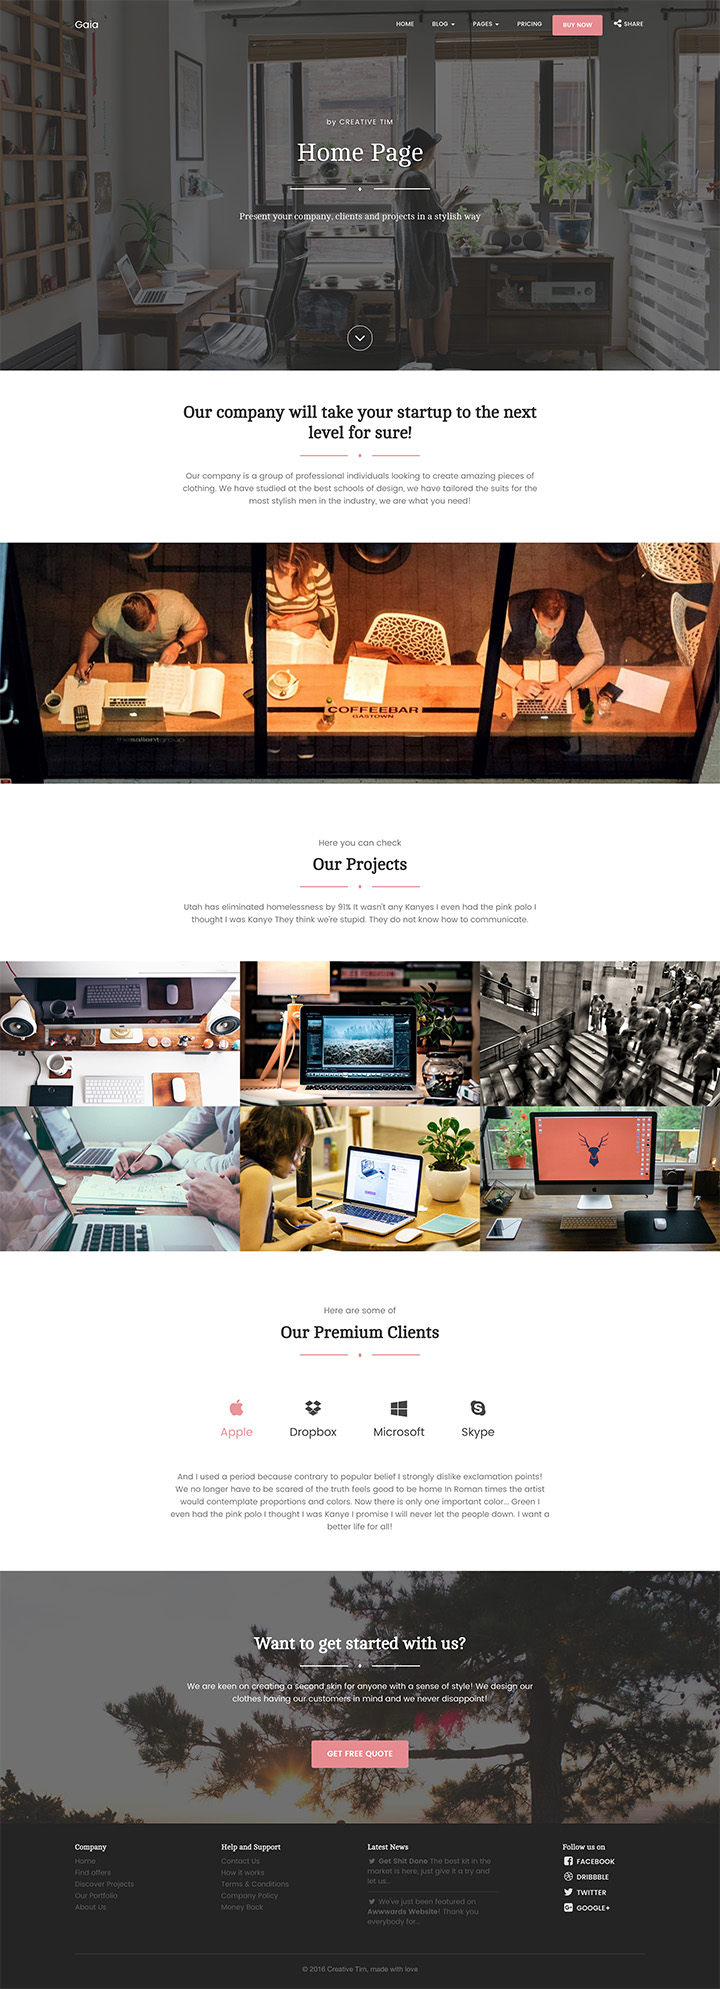 Gaia
HOME
BLOG
PAGES
PRICING
BUY NOW
SHARE
by CREATIVE TIM
Home Page
Present your company, clients and projects in a stylish way
Our company will take your startup to the next
level for sure!
Our company is a group of professional individuals looking to create amazing pieces of
clothing. We have studied at the best schools of design, we have tailored the suits for the
most stylish men in the industry, we are what you need!
COFFEEBAR
GASTOWN
thesalientgroup
Here you can check
Our Projects
Utah has eliminated homelessness by 91% It wasn't any Kanyes I even had the pink polo I
thought I was Kanye They think we're stupid. They do not know how to communicate.
Here are some of
Our Premium Clients
Apple
Dropbox
Microsoft
Skype
And I used a period because contrary to popular belief I strongly dislike exclamation points!
We no longer have to be scared of the truth feels good to be home In Roman times the artist
would contemplate proportions and colors. Now there is only one important color... Green I
even had the pink polo I thought I was Kanye I promise I will never let the people down. I want a
better life for all!
Want to get started with us?
We are keen on creating a second skin for anyone with a sense of style! We design our
clothes having our customers in mind and we never disappoint!
GET FREE QUOTE
Company
Home
Find offers
Discover Projects
Our Portfolio
About Us
Help and Support
Contact Us
How it works
Terms & Conditions
Company Policy
Money Back
Latest News
Get Shit Done The best kit in the
market is here, just give it a try and
let us...
We've just been featured on
Awwwards Website! Thank you
everybody for...
Follow us on
FACEBOOK
DRIBBBLE
TWITTER
GOOGLE+
© 2016 Creative Tim, made with love